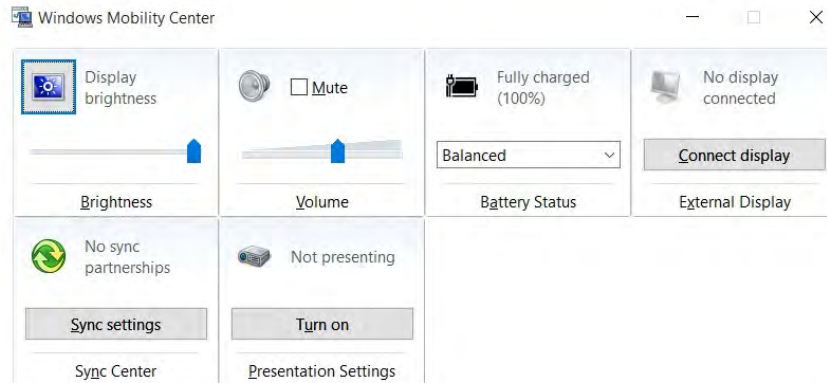 Windows Mobility Center
Display
brightness
Brightness
Mute
Volume
Fully charged
(100%)
Balanced
Battery Status
No display
connected
Connect display
External Display
No sync
partnerships
Sync settings
Sync Center
Not presenting
Turn on
Presentation Settings